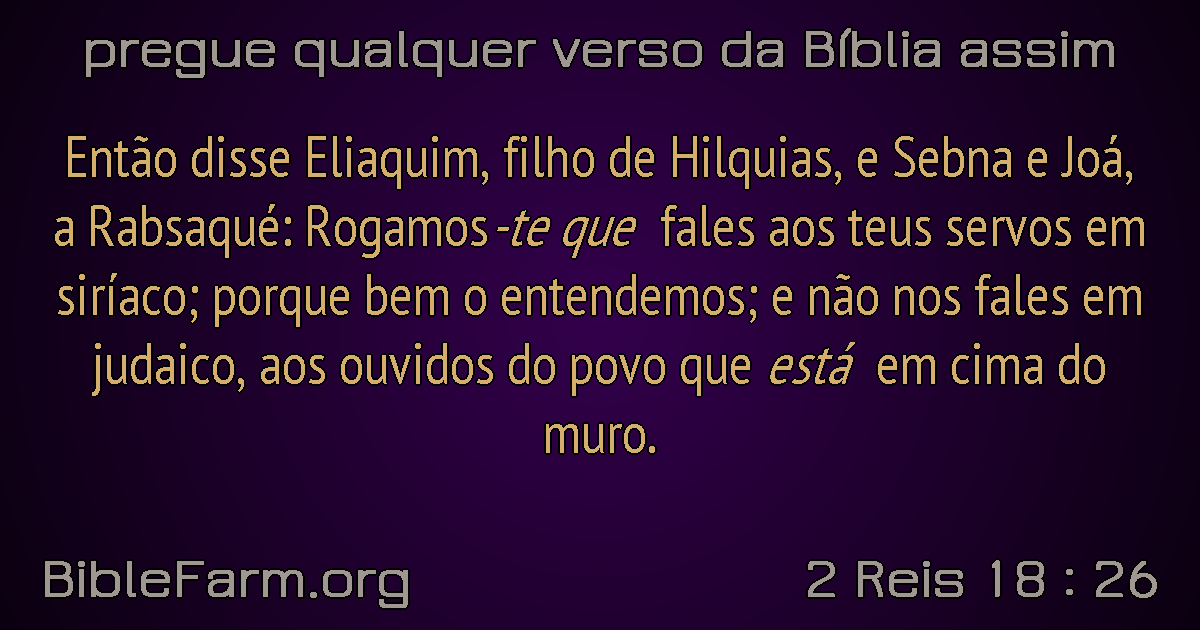 pregue qualquer verso da Bíblia assim
Então disse Eliaquim, filho de Hilquias, e Sebna e Joá,
a Rabsaqué: Rogamos-te que fales aos teus servos em
siríaco; porque bem o entendemos; e não nos fales em
judaico, aos ouvidos do povo que está em cima do
muro.
BibleFarm.org
2 Reis 18 : 26